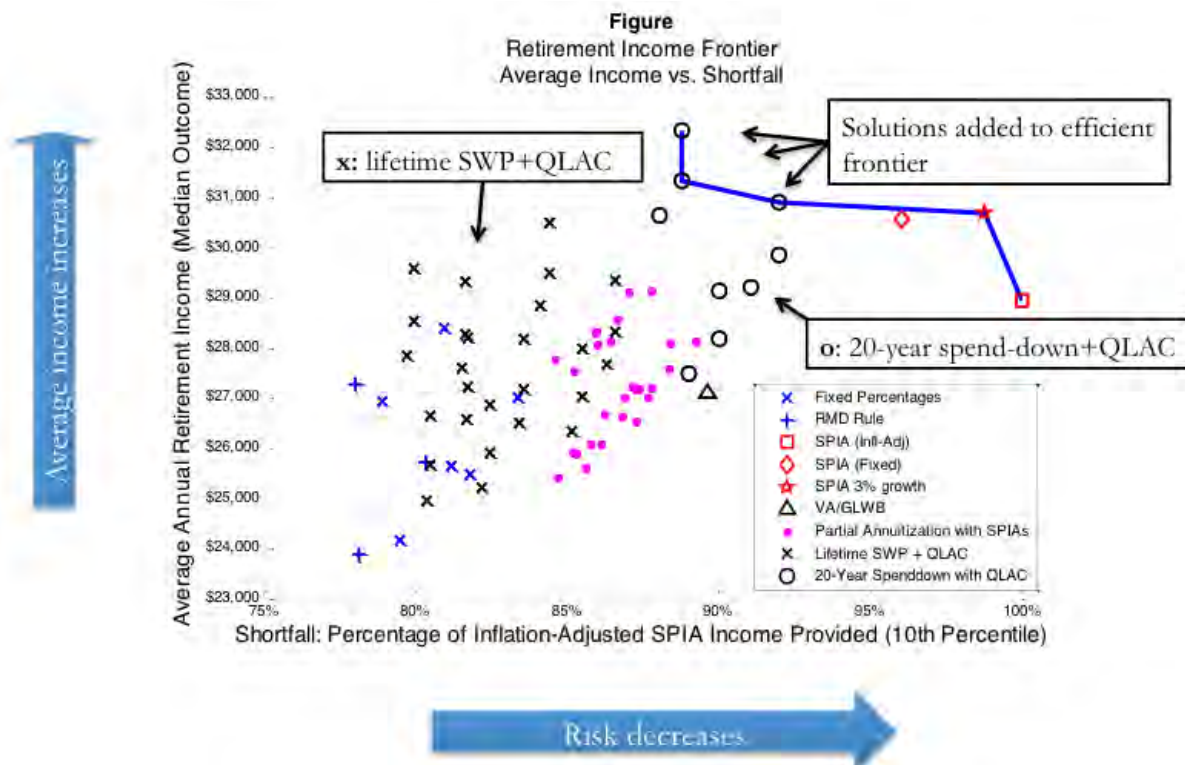 Figure
Retirement Income Frontier
Average Income vs. Shortfall
Average income increases
Average Annual Retirement Income (Median Outcome)
$33,000
$32,000
$31,000
$30,000
$29,000
$28,000
$27,000
$26,000
$25,000
$24,000
$23,000
x: lifetime SWP+QLAC
Solutions added to efficient
frontier
o: 20-year spend-down+QLAC
Fixed Percentages
RMD Rule
SPIA (Infl-Adj)
SPIA (Fixed)
SPIA 3% growth
VA/GLWB
Partial Annuitization with SPIAs
Lifetime SWP + QLAC
20-Year Spenddown with QLAC
75% 80% 85% 90% 95% 100%
Shortfall: Percentage of Inflation-Adjusted SPIA Income Provided (10th Percentile)
Risk decreases